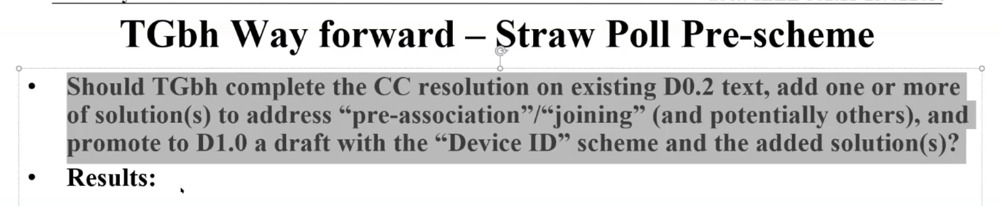 TGbh Way forward – Straw Poll Pre-scheme
• Should TGbh complete the CC resolution on existing D0.2 text, add one or more
of solution(s) to address “pre-association”/“joining” (and potentially others), and
promote to D1.0 a draft with the “Device ID” scheme and the added solution(s)?
• Results: